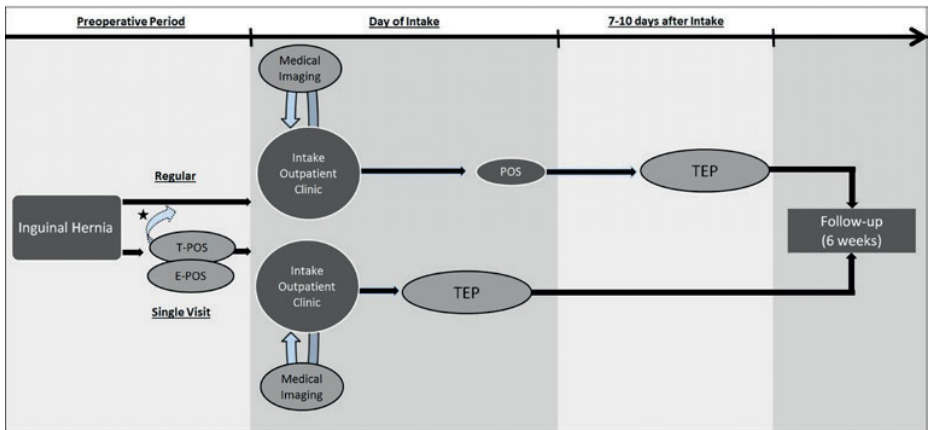 Preoperative Period
Day of Intake
7-10 days after Intake
Medical
Imaging
Intake
Outpatient
Clinic
POS
TEP
Regular
Inguinal Hernia
★
T-POS
E-POS
Single Visit
Intake
Outpatient
Clinic
TEP
Follow-up
(6 weeks)
Medical
Imaging